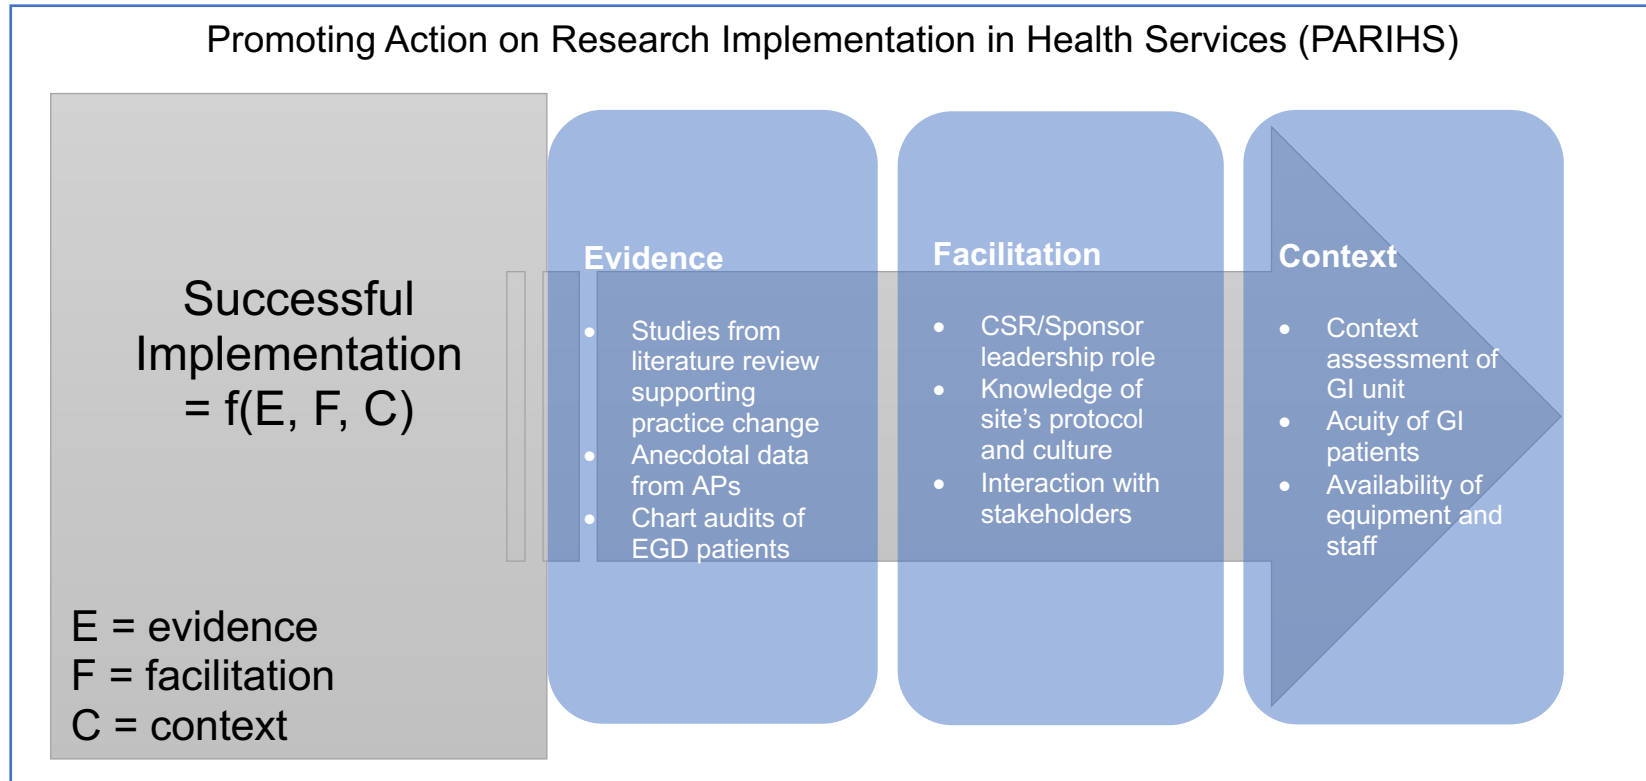 Promoting Action on Research Implementation in Health Services (PARIHS)
Successful
Implementation
= f(E, F, C)
E = evidence
F = facilitation
C = context
Evidence
• Studies from
literature review
supporting
practice change
• Anecdotal data
from APs
• Chart audits of
EGD patients
Facilitation
• CSR/Sponsor
leadership role
• Knowledge of
site's protocol
and culture
• Interaction with
stakeholders
Context
• Context
assessment of
GI unit
• Acuity of GI
patients
• Availability of
equipment and
staff